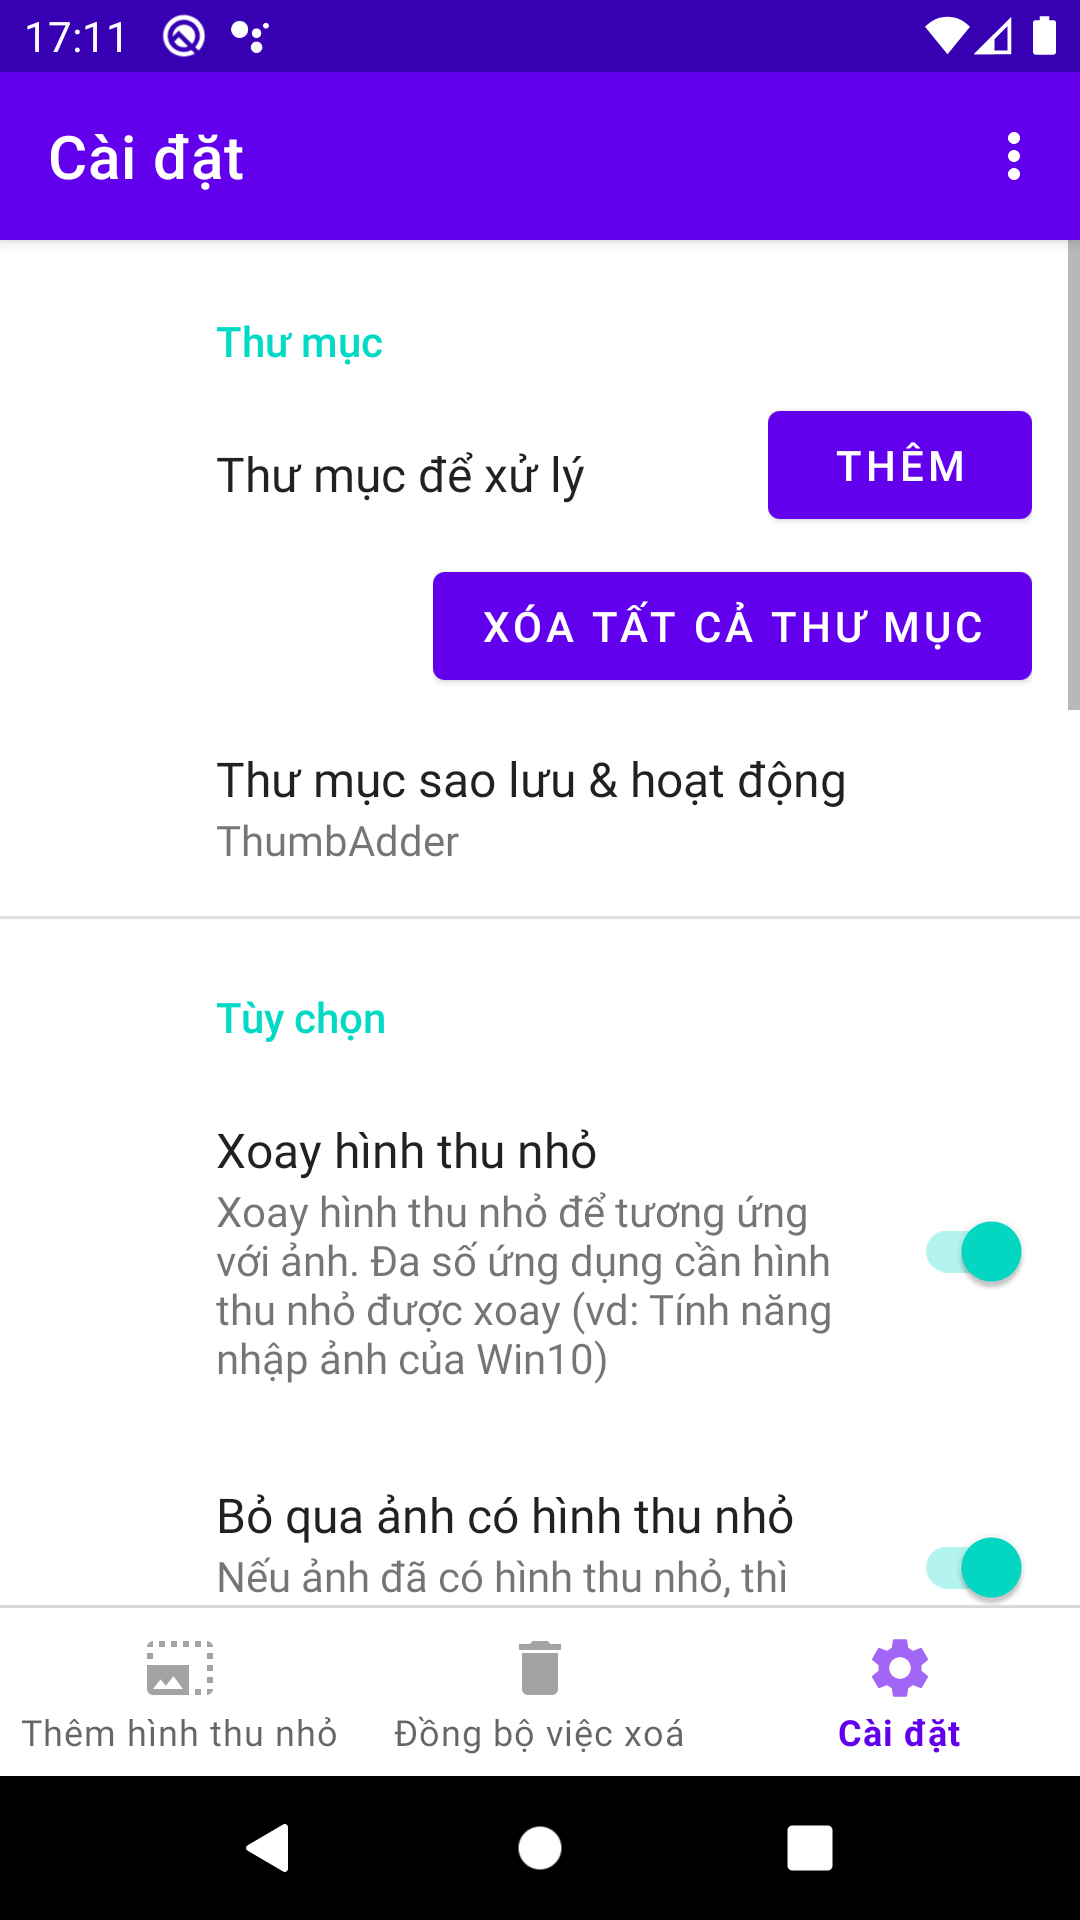 17:11
Cài đặt
Thư mục
Thư mục để xử lý
THÊM
XÓA TẤT CẢ THƯ MỤC
Thư mục sao lưu & hoạt động
ThumbAdder
Tùy chọn
Xoay hình thu nhỏ
Xoay hình thu nhỏ để tương ứng
với ảnh. Đa số ứng dụng cần hình
thu nhỏ được xoay (vd: Tính năng
nhập ảnh của Win10)
Bỏ qua ảnh có hình thu nhỏ
Nếu ảnh đã có hình thu nhỏ, thì
Thêm hình thu nhỏ
Đồng bộ việc xoá
Cài đặt